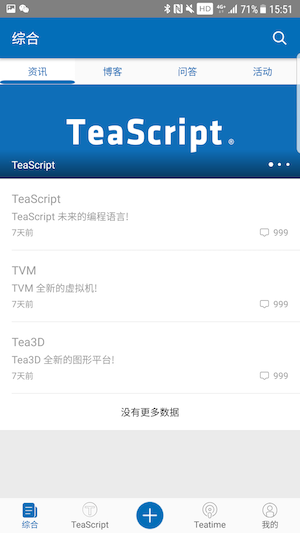 HD 4G+ 71% 15:51
综合
资讯 博客 问答 活动
TeaScript®
TeaScript
TeaScript
TeaScript 未来的编程语言!
7天前 999
TVM
TVM 全新的虚拟机!
7天前 999
Tea3D
Tea3D 全新的图形平台!
7天前 999
没有更多数据
综合 TeaScript Teatime 我的